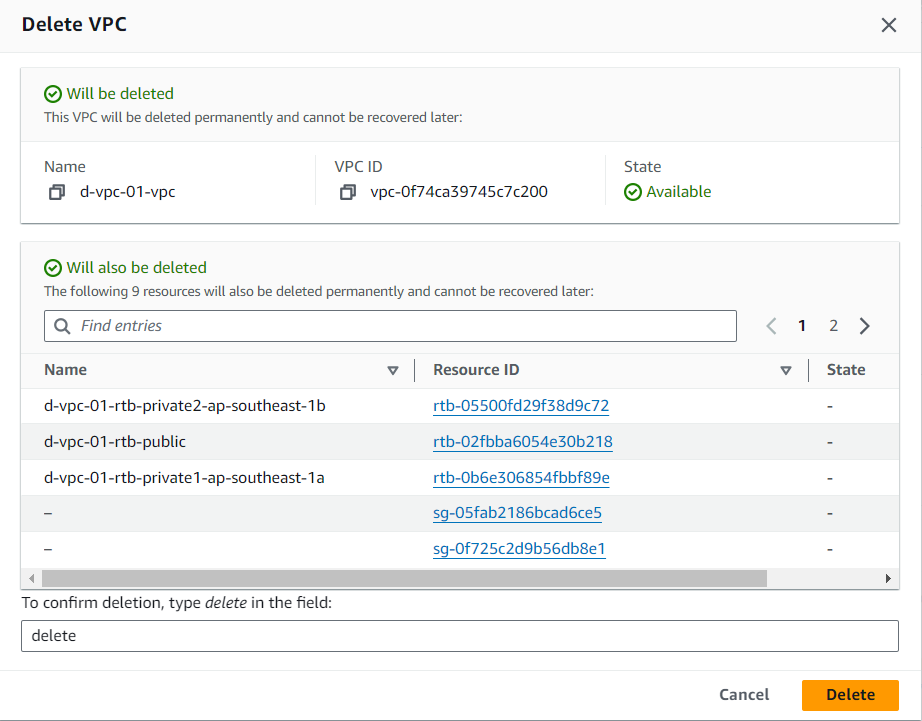 Delete VPC
Will be deleted
This VPC will be deleted permanently and cannot be recovered later:
Name VPC ID State
d-vpc-01-vpc vpc-0f74ca39745c7c200 Available
Will also be deleted
The following 9 resources will also be deleted permanently and cannot be recovered later:
Find entries 1 2
Name Resource ID State
d-vpc-01-rtb-private2-ap-southeast-1b rtb-05500fd29f38d9c72 -
d-vpc-01-rtb-public rtb-02fbba6054e30b218 -
d-vpc-01-rtb-private1-ap-southeast-1a rtb-0b6e306854fbbf89e -
– sg-05fab2186bcad6ce5 -
– sg-0f725c2d9b56db8e1 -
To confirm deletion, type delete in the field:
delete
Cancel Delete